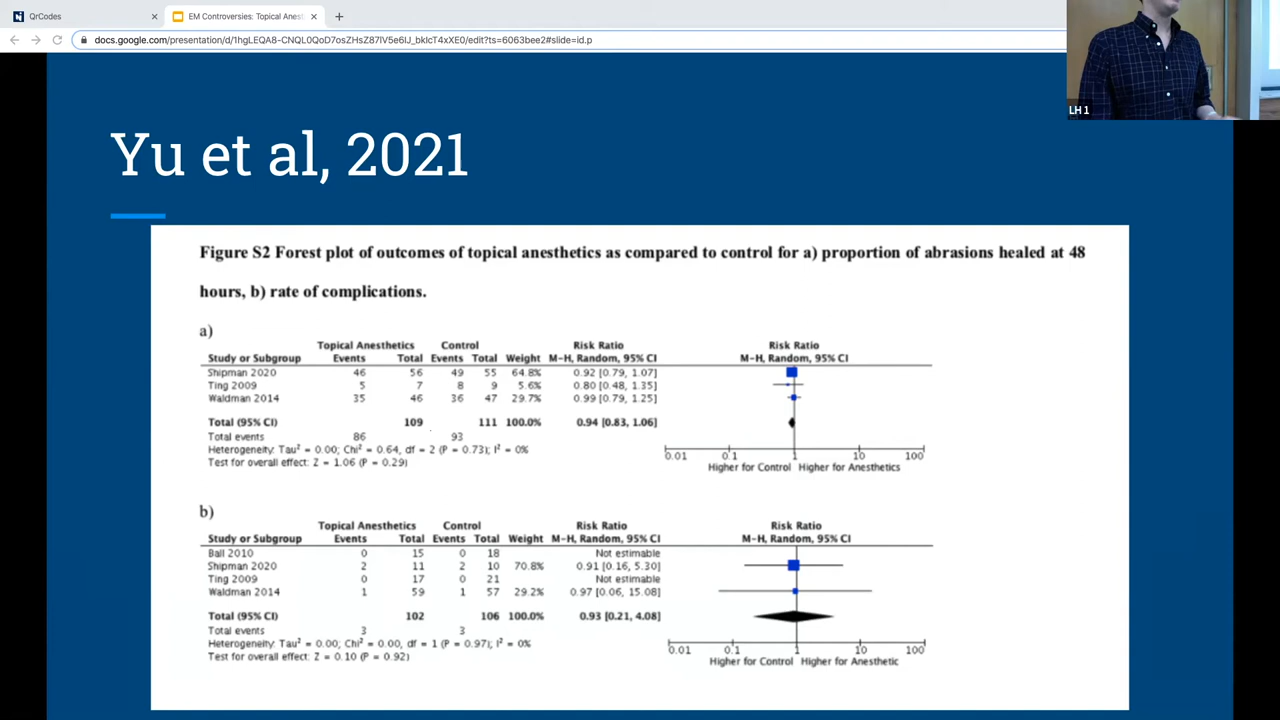 QrCodes
EM Controversies: Topical Anest
docs.google.com/presentation/d/1hgLEQA8-CNQL0QoD7osZHsZ87IV5e6IJ_bkIcT4xXE0/edit?ts=6063bee2#slide=id.p
LH 1
Yu et al, 2021
Figure S2 Forest plot of outcomes of topical anesthetics as compared to control for a) proportion of abrasions healed at 48
hours, b) rate of complications.
a)
Topical Anesthetics Control Risk Ratio Risk Ratio
Study or Subgroup Events Total Events Total Weight M-H, Random, 95% CI M-H, Random, 95% CI
Shipman 2020 46 56 49 55 64.8% 0.92 [0.79, 1.07]
Ting 2009 5 7 8 9 5.6% 0.80 [0.48, 1.35]
Waldman 2014 35 46 36 47 29.7% 0.99 [0.79, 1.25]
Total (95% CI) 109 111 100.0% 0.94 [0.83, 1.06]
Total events 86 93
Heterogeneity: Tau² = 0.00; Chi² = 0.64, df = 2 (P = 0.73); I² = 0%
Test for overall effect: Z = 1.06 (P = 0.29)
0.01 0.1 1 10 100
Higher for Control Higher for Anesthetics
b)
Topical Anesthetics Control Risk Ratio Risk Ratio
Study or Subgroup Events Total Events Total Weight M-H, Random, 95% CI M-H, Random, 95% CI
Ball 2010 0 15 0 18 Not estimable
Shipman 2020 2 11 2 10 70.8% 0.91 [0.16, 5.30]
Ting 2009 0 17 0 21 Not estimable
Waldman 2014 1 59 1 57 29.2% 0.97 [0.06, 15.08]
Total (95% CI) 102 106 100.0% 0.93 [0.21, 4.08]
Total events 3 3
Heterogeneity: Tau² = 0.00; Chi² = 0.00, df = 1 (P = 0.97); I² = 0%
Test for overall effect: Z = 0.10 (P = 0.92)
0.01 0.1 1 10 100
Higher for Control Higher for Anesthetic